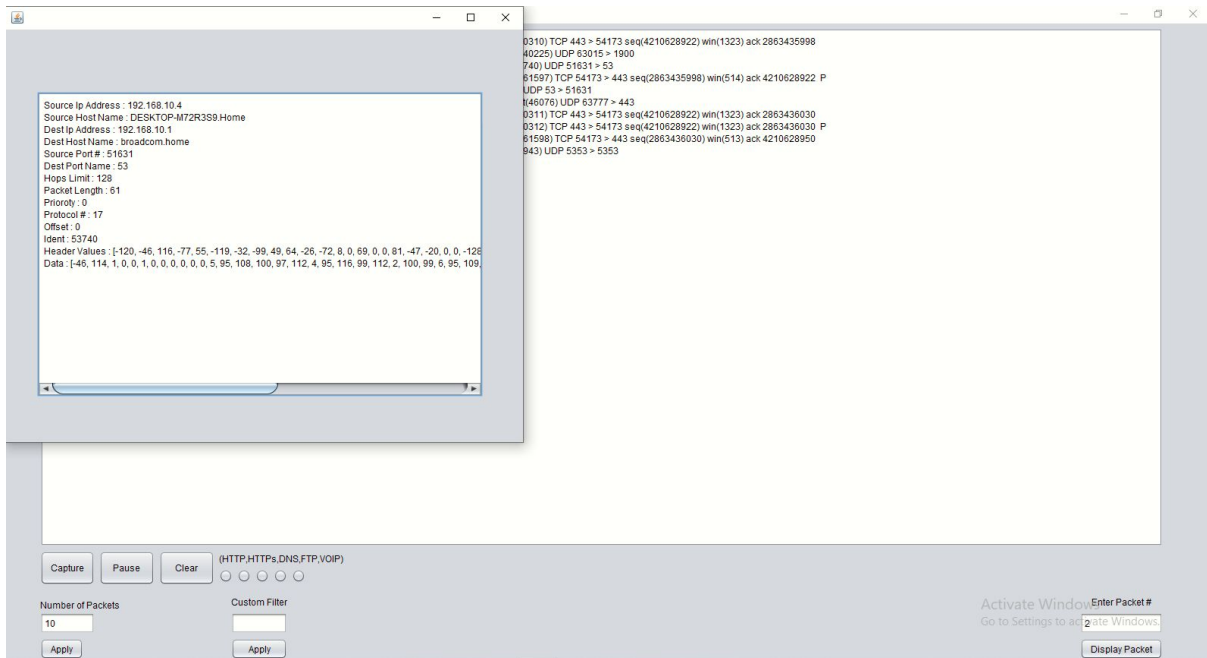 Source Ip Address : 192.168.10.4
Source Host Name : DESKTOP-M72R3S9.Home
Dest Ip Address : 192.168.10.1
Dest Host Name : broadcom.home
Source Port # : 51631
Dest Port Name : 53
Hops Limit : 128
Packet Length : 61
Prioroty : 0
Protocol # : 17
Offset : 0
Ident : 53740
Header Values : [-120, -46, 116, -77, 55, -119, -32, -99, 49, 64, -26, -72, 8, 0, 69, 0, 0, 81, -47, -20, 0, 0, -128
Data : [-46, 114, 1, 0, 0, 1, 0, 0, 0, 0, 0, 0, 5, 95, 108, 100, 97, 112, 4, 95, 116, 99, 112, 2, 100, 99, 6, 95, 109,
0310) TCP 443 > 54173 seq(4210628922) win(1323) ack 2863435998
40225) UDP 63015 > 1900
740) UDP 51631 > 53
61597) TCP 54173 > 443 seq(2863435998) win(514) ack 4210628922 P
UDP 53 > 51631
t(46076) UDP 63777 > 443
0311) TCP 443 > 54173 seq(4210628922) win(1323) ack 2863436030
0312) TCP 443 > 54173 seq(4210628922) win(1323) ack 2863436030 P
61598) TCP 54173 > 443 seq(2863436030) win(513) ack 4210628950
943) UDP 5353 > 5353
Capture Pause Clear (HTTP,HTTPs,DNS,FTP,VOIP)
Number of Packets Custom Filter Enter Packet #
10 2
Apply Apply Display Packet
Activate Windows
Go to Settings to activate Windows.